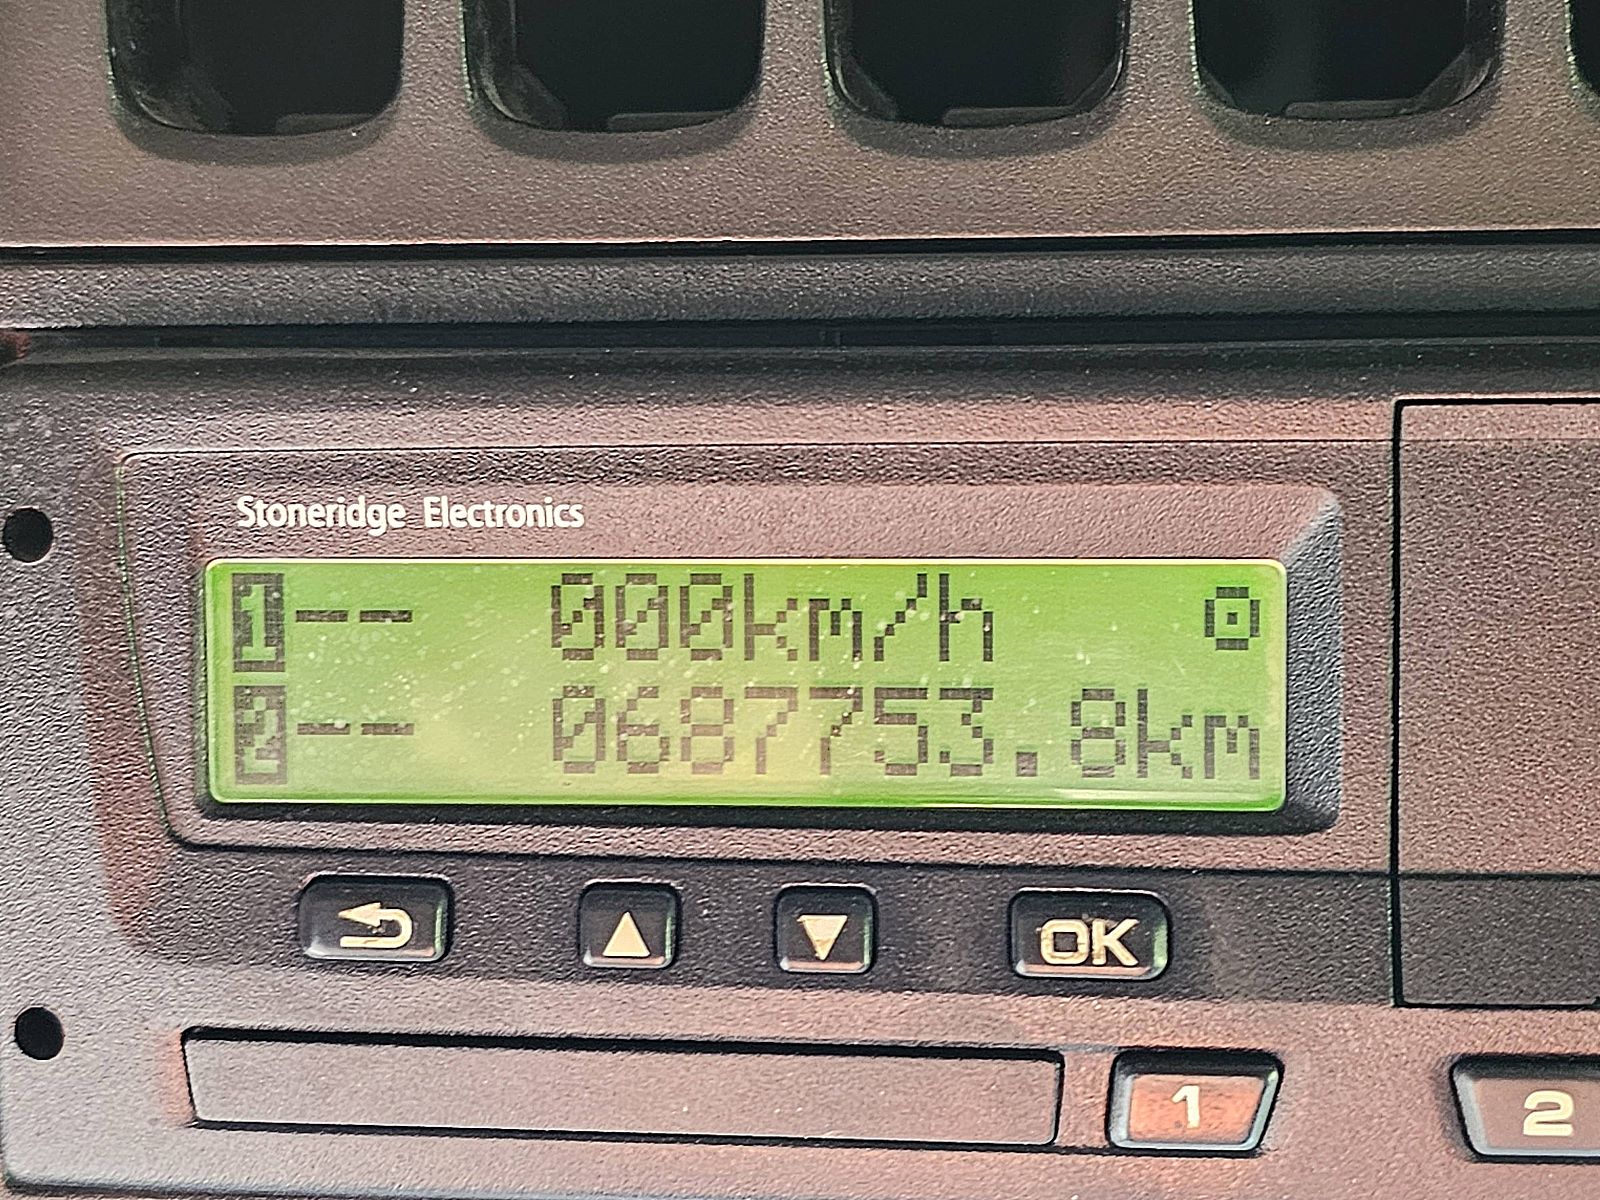 Stoneridge Electronics
1-- 000km/h
2-- 0687753.8km
OK
1
2